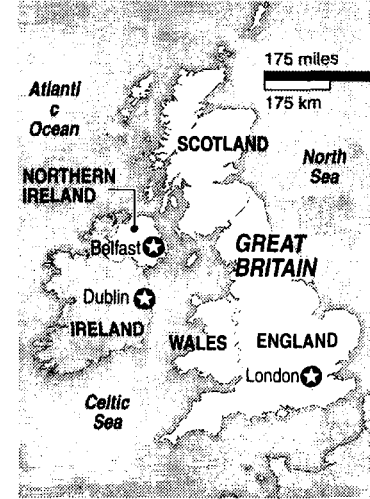 175 miles
175 km
Atlanti
c
Ocean
SCOTLAND
North
Sea
NORTHERN
IRELAND
Belfast
GREAT
BRITAIN
Dublin
IRELAND
WALES
ENGLAND
London
Celtic
Sea